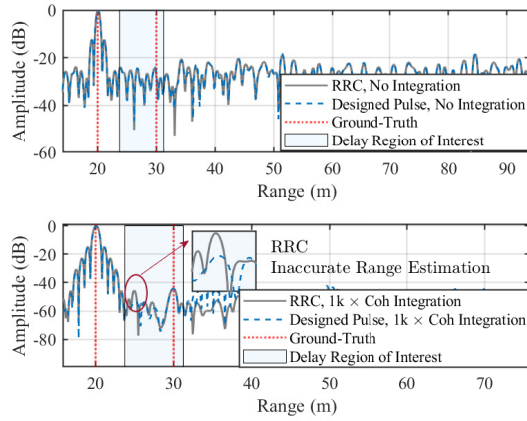 0
-20
-40
-60
Amplitude (dB)
RRC, No Integration
Designed Pulse, No Integration
Ground-Truth
Delay Region of Interest
20 30 40 50 60 70 80 90
Range (m)
0
-20
-40
-60
-80
Amplitude (dB)
RRC
Inaccurate Range Estimation
RRC, 1k × Coh Integration
Designed Pulse, 1k × Coh Integration
Ground-Truth
Delay Region of Interest
20 30 40 50 60 70
Range (m)